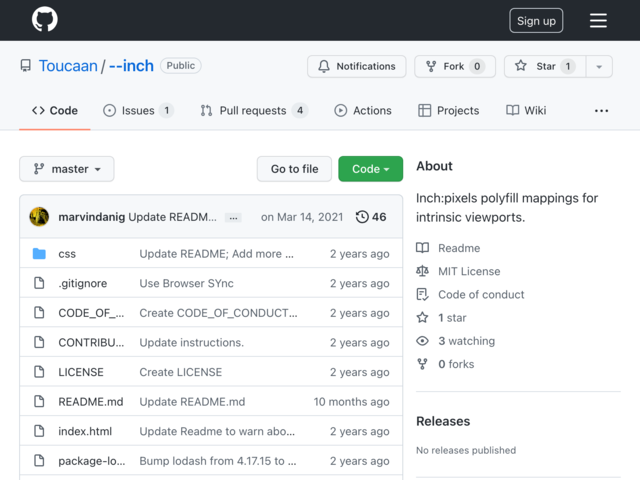 Sign up
Toucaan / --inch Public
Notifications Fork 0 Star 1
Code Issues 1 Pull requests 4 Actions Projects Wiki ...
master Go to file Code
marvindanig Update READM... ... on Mar 14, 2021 46
css Update README; Add more ... 2 years ago
.gitignore Use Browser SYnc 2 years ago
CODE_OF_... Create CODE_OF_CONDUCT... 2 years ago
CONTRIBU... Update instructions. 2 years ago
LICENSE Create LICENSE 2 years ago
README.md Update README.md 10 months ago
index.html Update Readme to warn abo... 2 years ago
package-lo... Bump lodash from 4.17.15 to ... 2 years ago
About
Inch:pixels polyfill mappings for
intrinsic viewports.
Readme
MIT License
Code of conduct
1 star
3 watching
0 forks
Releases
No releases published